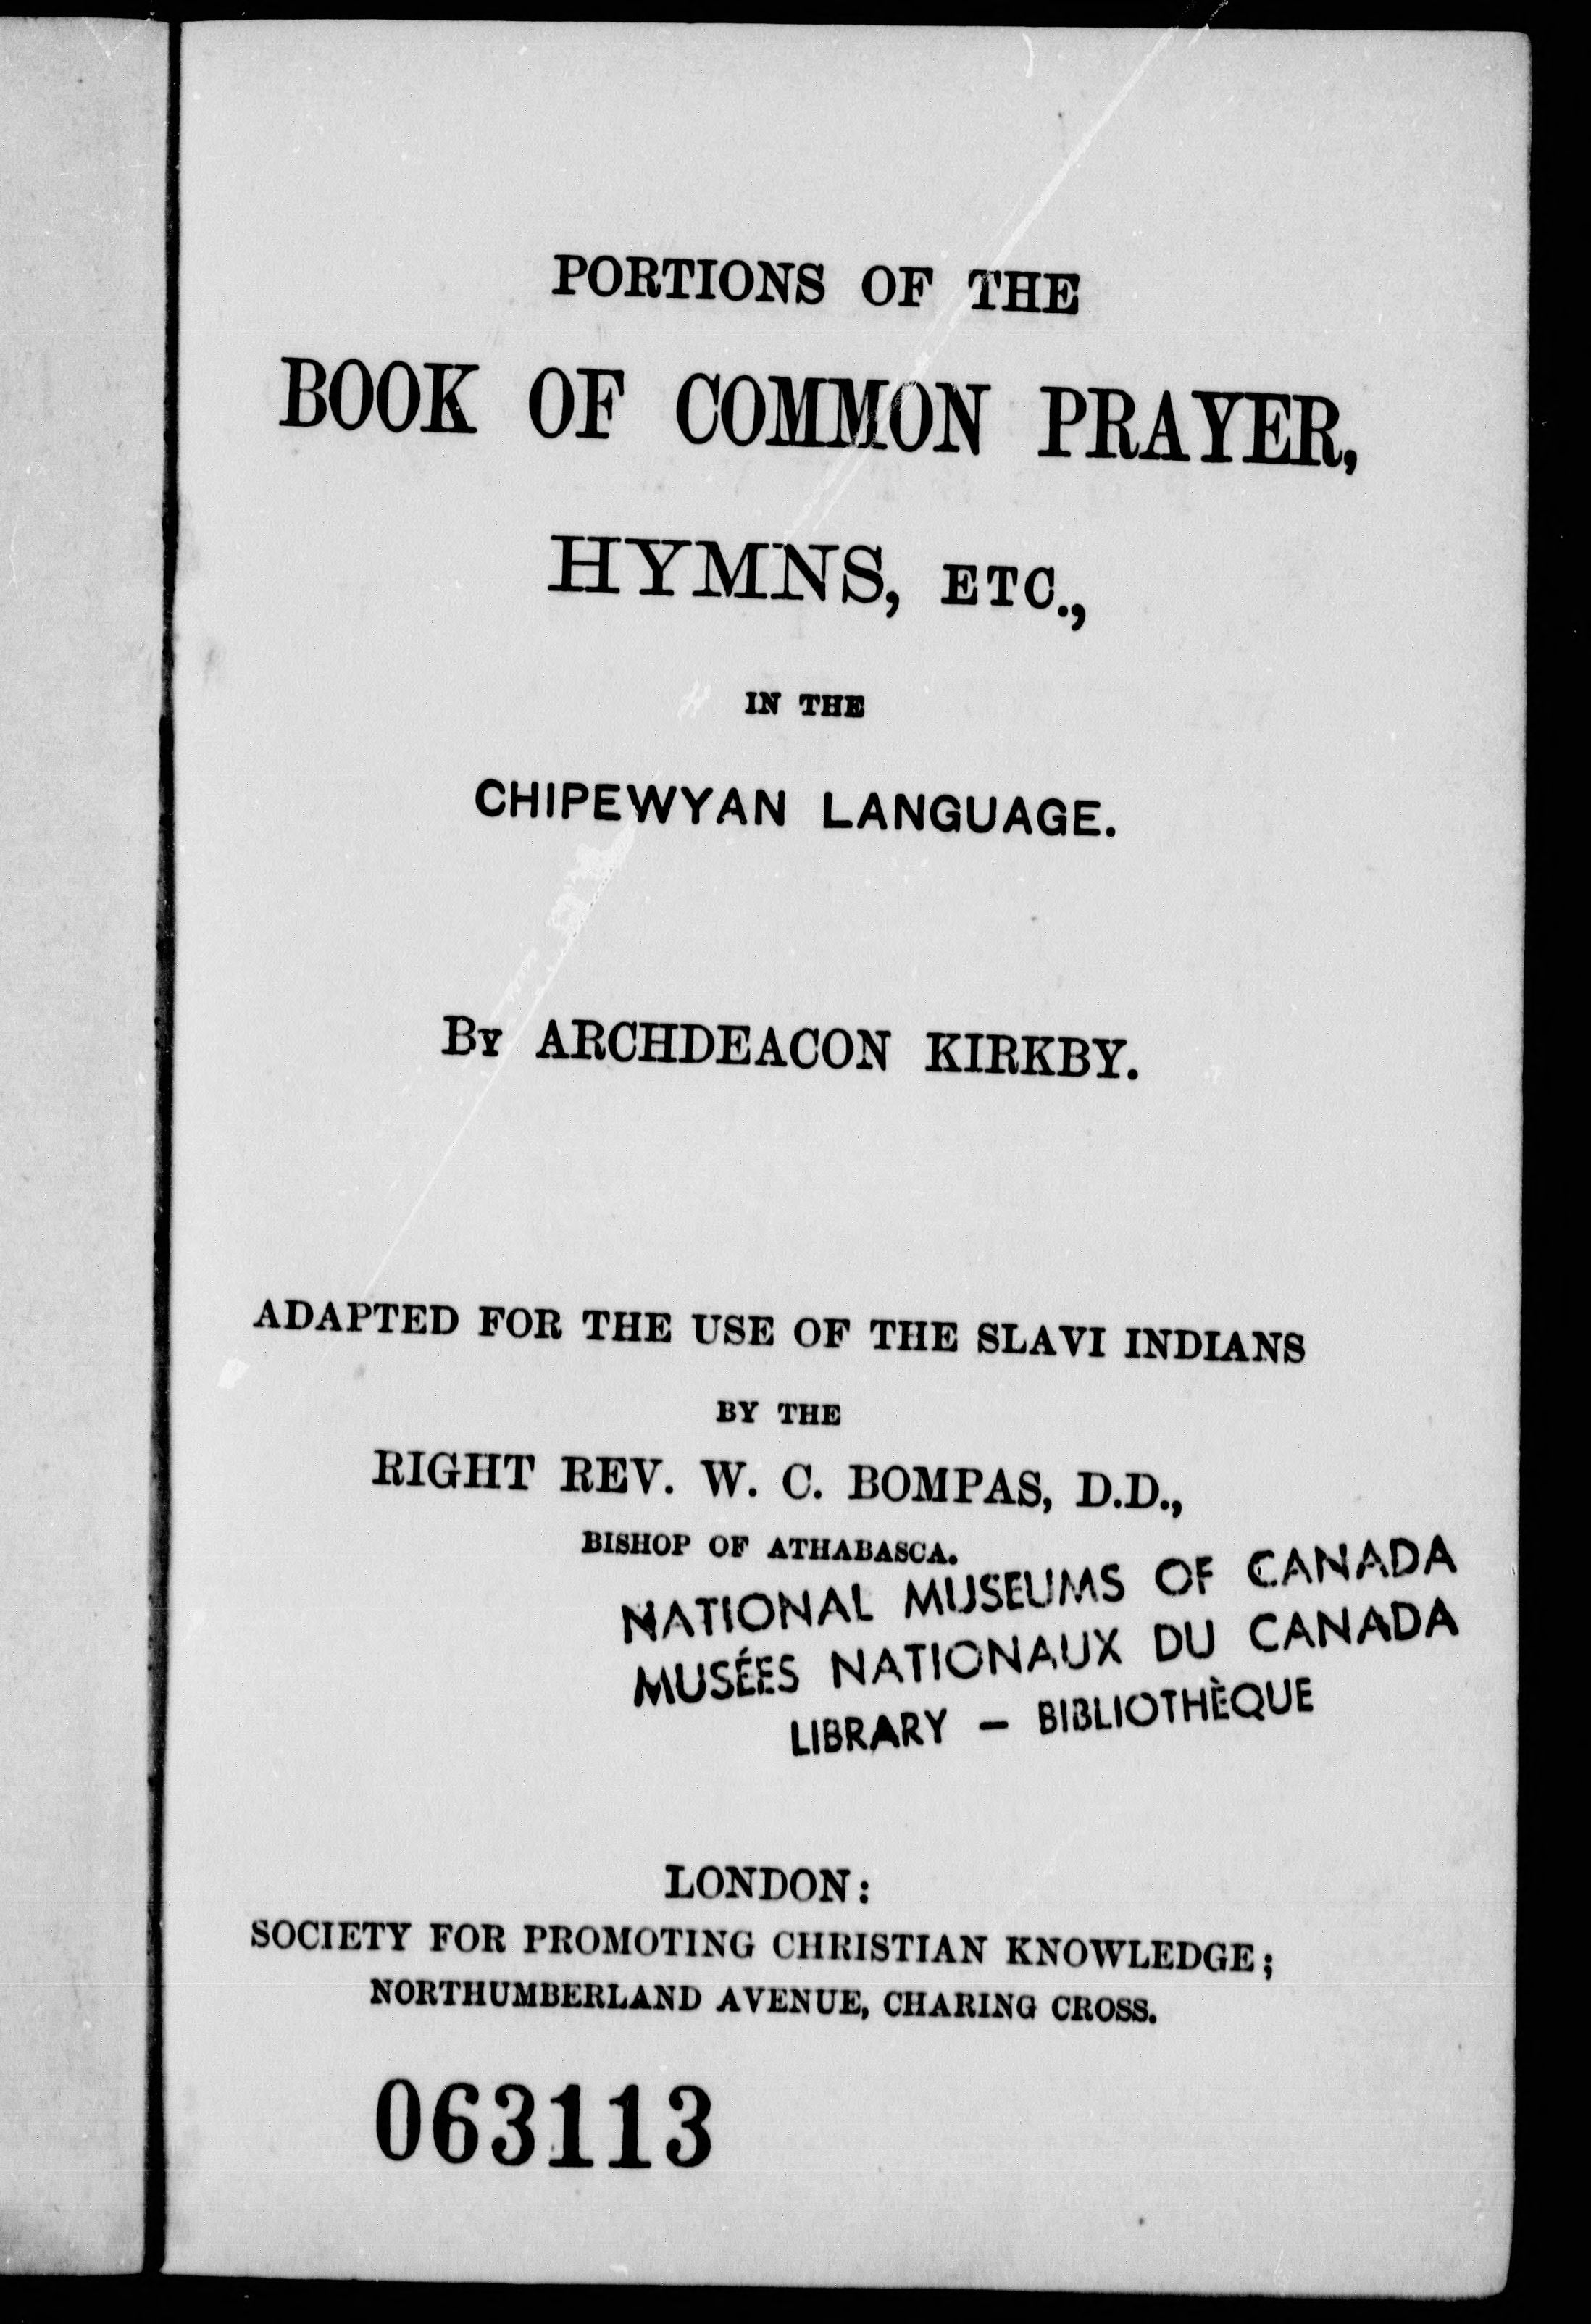 PORTIONS OF THE
BOOK OF COMMON PRAYER,
HYMNS, ETC.,
IN THE
CHIPEWYAN LANGUAGE.
BY ARCHDEACON KIRKBY.
ADAPTED FOR THE USE OF THE SLAVI INDIANS
BY THE
RIGHT REV. W. C. BOMPAS, D.D.,
BISHOP OF ATHABASCA.
NATIONAL MUSEUMS OF CANADA
MUSÉES NATIONAUX DU CANADA
LIBRARY – BIBLIOTHÈQUE
LONDON:
SOCIETY FOR PROMOTING CHRISTIAN KNOWLEDGE;
NORTHUMBERLAND AVENUE, CHARING CROSS.
063113